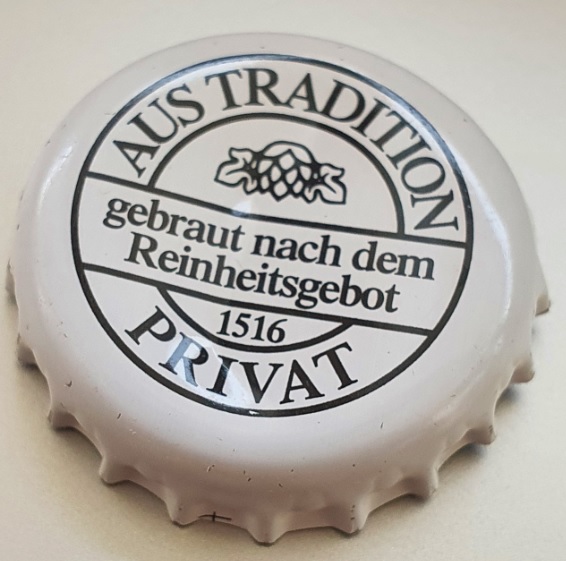 AUS TRADITION
gebraut nach dem
Reinheitsgebot
1516
PRIVAT